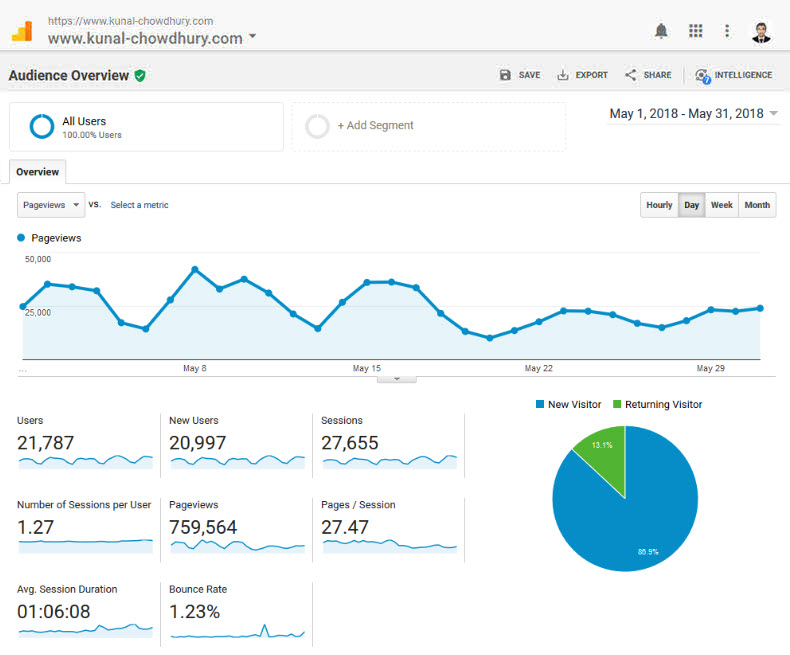 https://www.kunal-chowdhury.com
www.kunal-chowdhury.com
Audience Overview
SAVE EXPORT SHARE 7 INTELLIGENCE
All Users
100.00% Users
+ Add Segment
May 1, 2018 - May 31, 2018
Overview
Pageviews VS. Select a metric
Hourly Day Week Month
Pageviews
50,000
25,000
... May 8 May 15 May 22 May 29
New Visitor Returning Visitor
Users New Users Sessions
21,787 20,997 27,655
13.1%
Number of Sessions per User Pageviews Pages / Session
1.27 759,564 27.47
86.9%
Avg. Session Duration Bounce Rate
01:06:08 1.23%